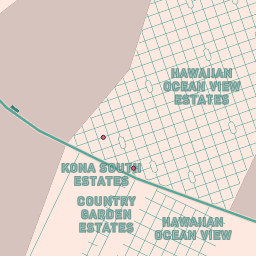 HAWAIIAN
OCEAN VIEW
ESTATES
KONA SOUTH
ESTATES
COUNTRY
GARDEN
ESTATES
HAWAIIAN
OCEAN VIEW